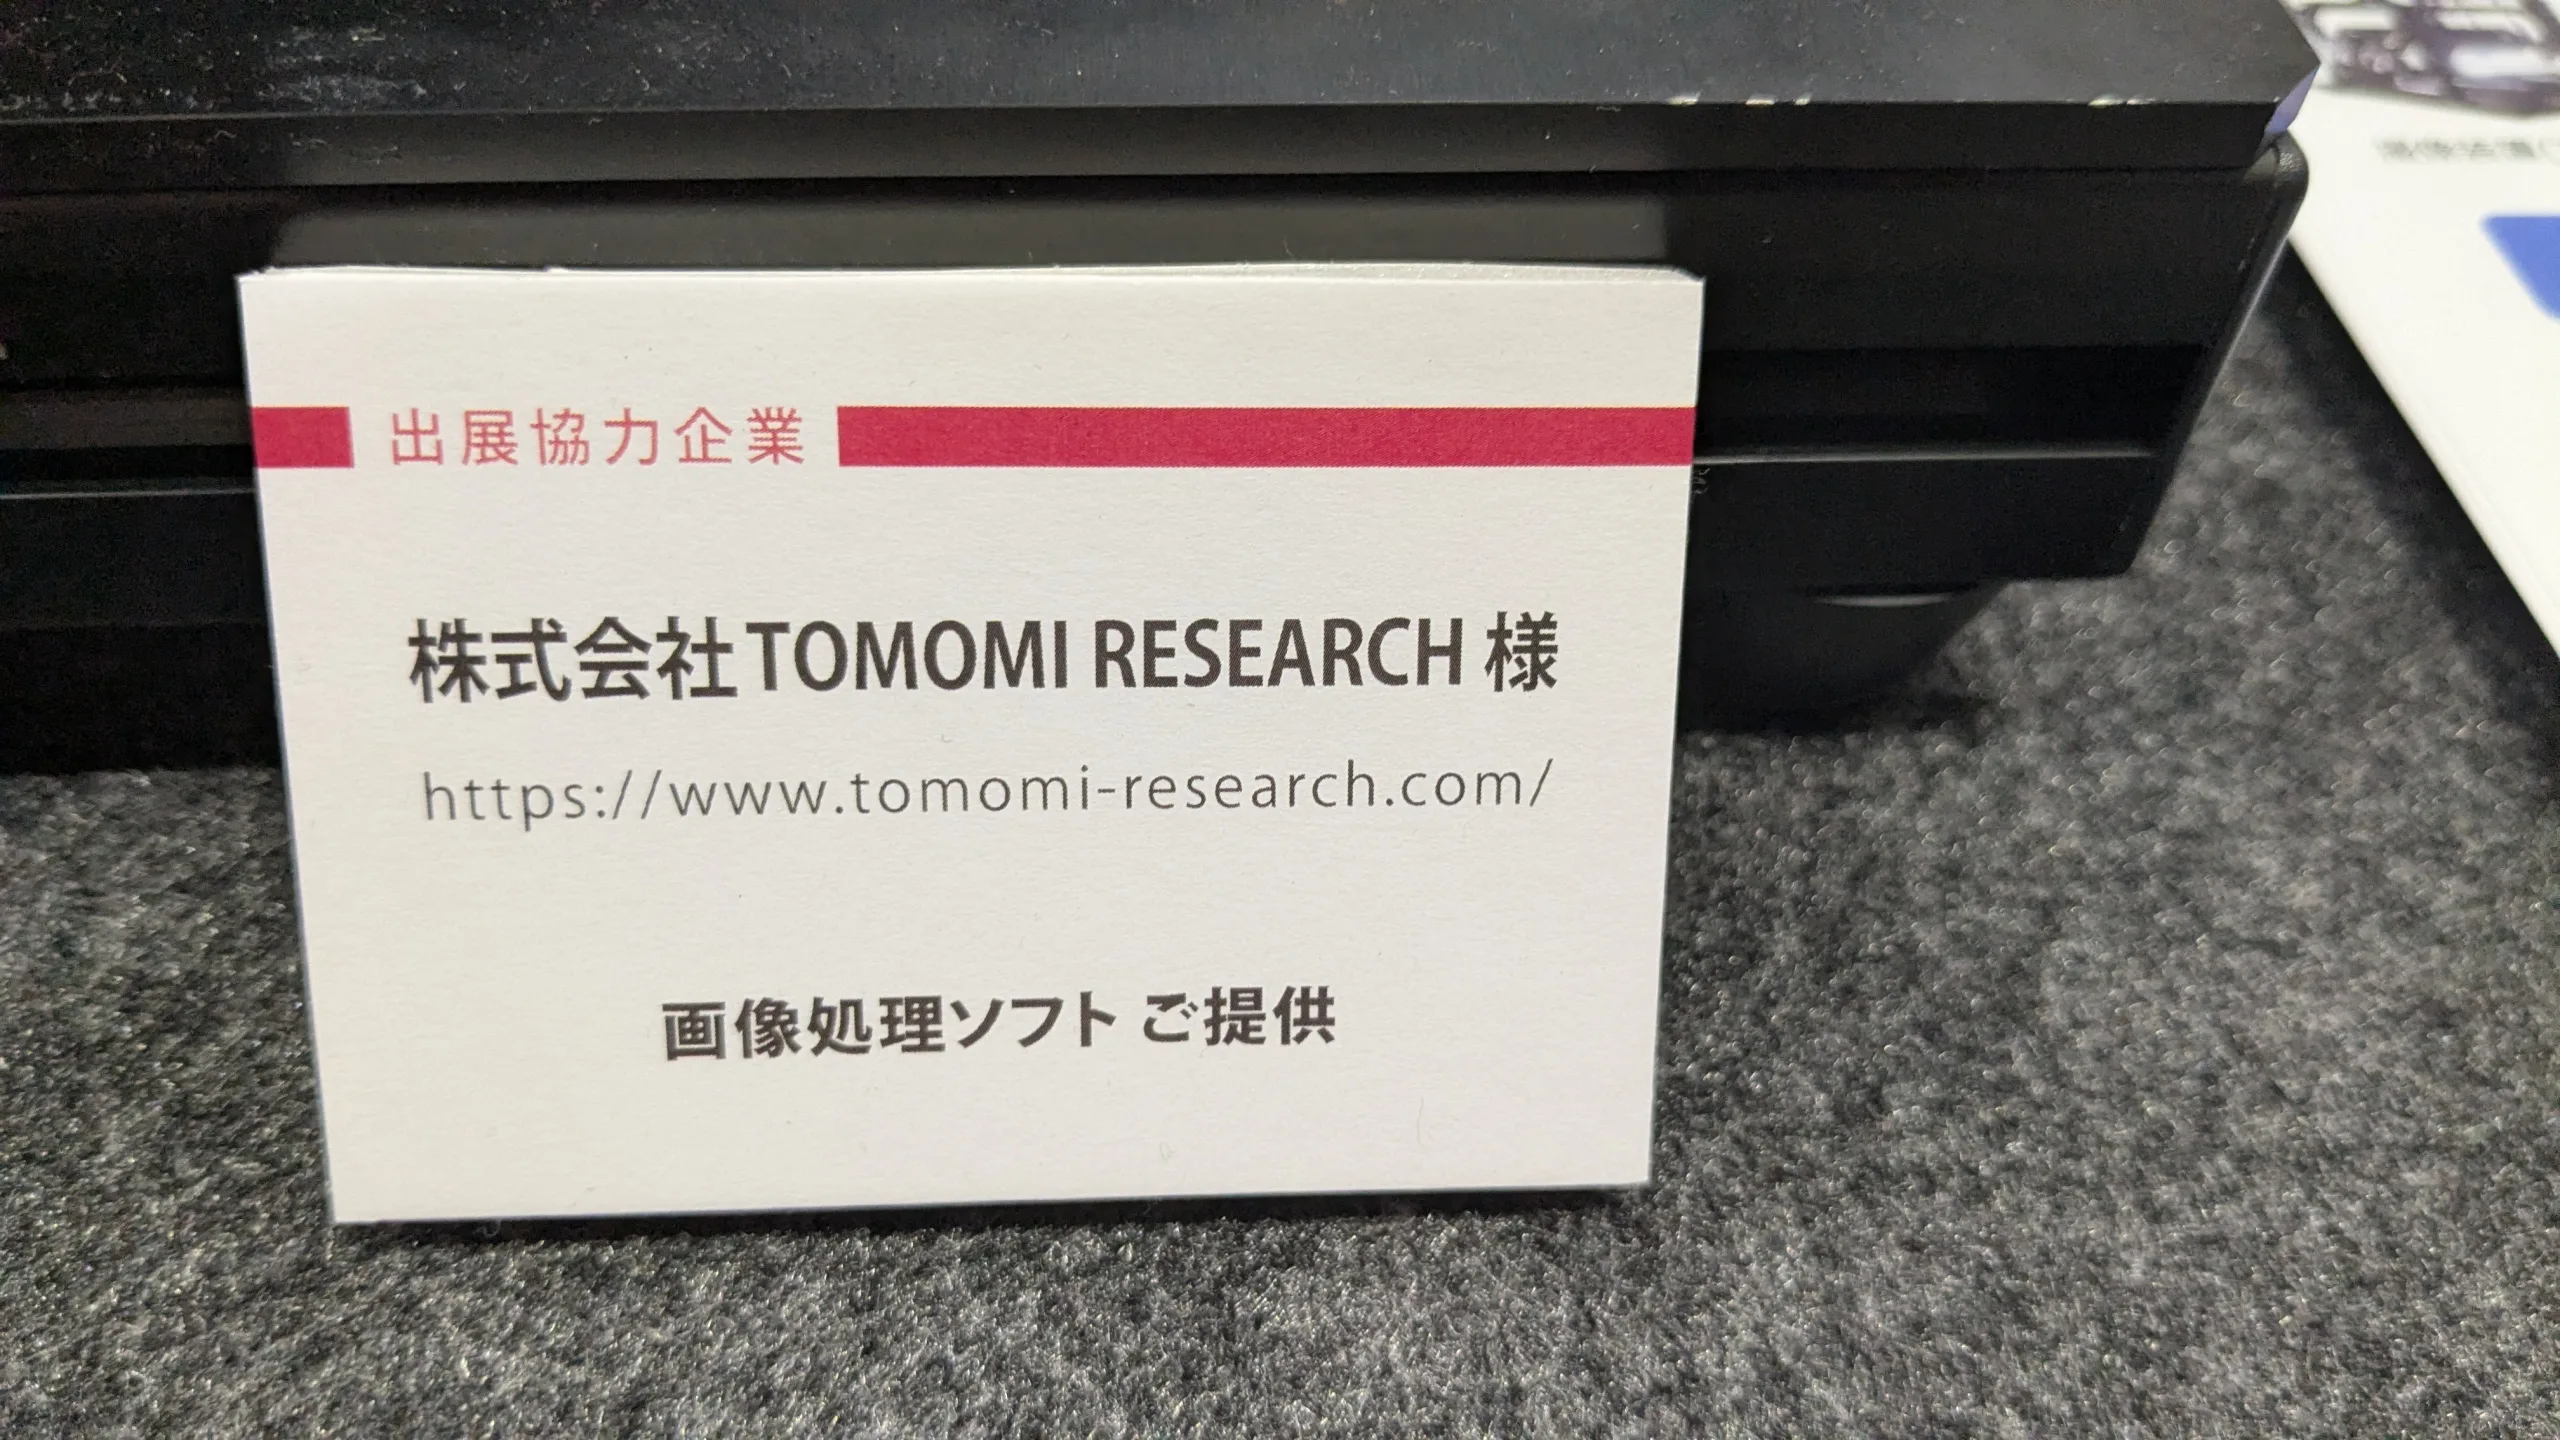 出展協力企業
株式会社TOMOMI RESEARCH 様
https://www.tomomi-research.com/
画像処理ソフト ご提供